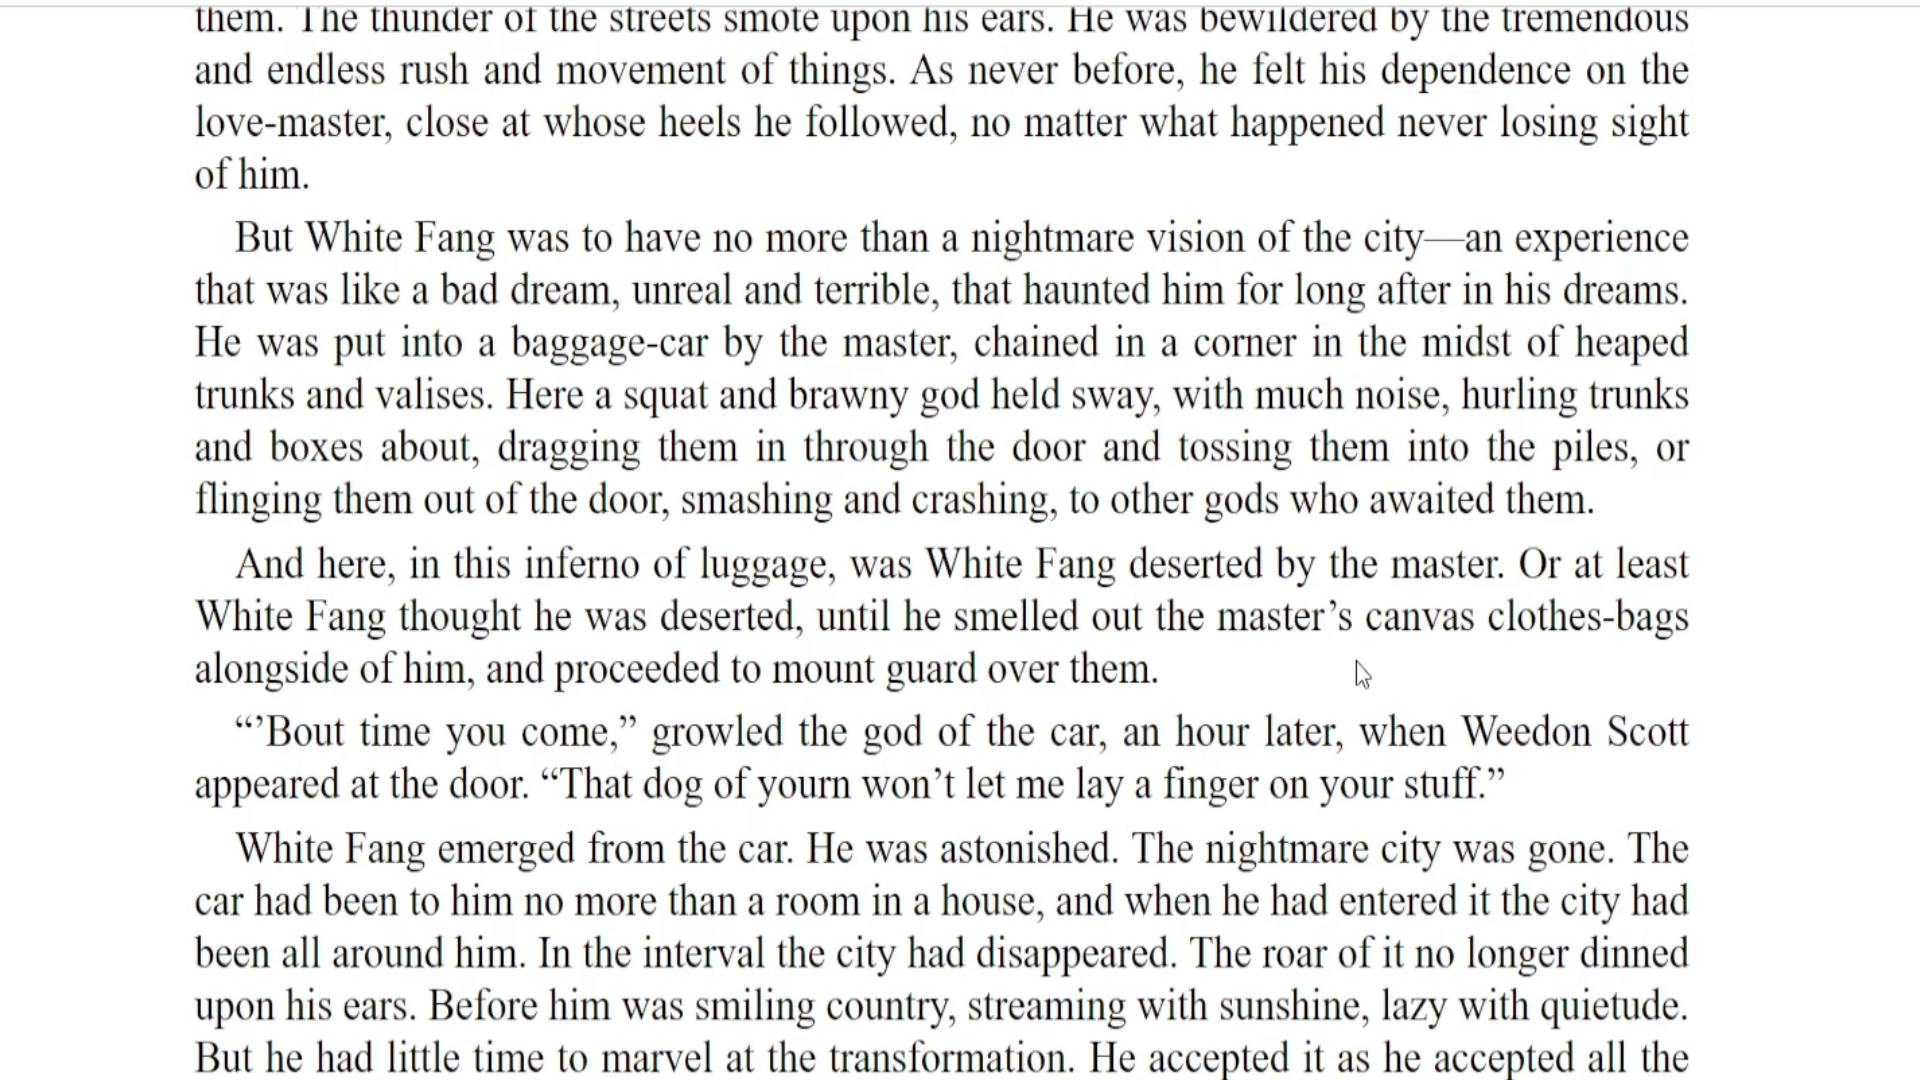 them. The thunder of the streets smote upon his ears. He was bewildered by the tremendous
and endless rush and movement of things. As never before, he felt his dependence on the
love-master, close at whose heels he followed, no matter what happened never losing sight
of him.
But White Fang was to have no more than a nightmare vision of the city—an experience
that was like a bad dream, unreal and terrible, that haunted him for long after in his dreams.
He was put into a baggage-car by the master, chained in a corner in the midst of heaped
trunks and valises. Here a squat and brawny god held sway, with much noise, hurling trunks
and boxes about, dragging them in through the door and tossing them into the piles, or
flinging them out of the door, smashing and crashing, to other gods who awaited them.
And here, in this inferno of luggage, was White Fang deserted by the master. Or at least
White Fang thought he was deserted, until he smelled out the master’s canvas clothes-bags
alongside of him, and proceeded to mount guard over them.
“’Bout time you come,” growled the god of the car, an hour later, when Weedon Scott
appeared at the door. “That dog of yourn won’t let me lay a finger on your stuff.”
White Fang emerged from the car. He was astonished. The nightmare city was gone. The
car had been to him no more than a room in a house, and when he had entered it the city had
been all around him. In the interval the city had disappeared. The roar of it no longer dinned
upon his ears. Before him was smiling country, streaming with sunshine, lazy with quietude.
But he had little time to marvel at the transformation. He accepted it as he accepted all the